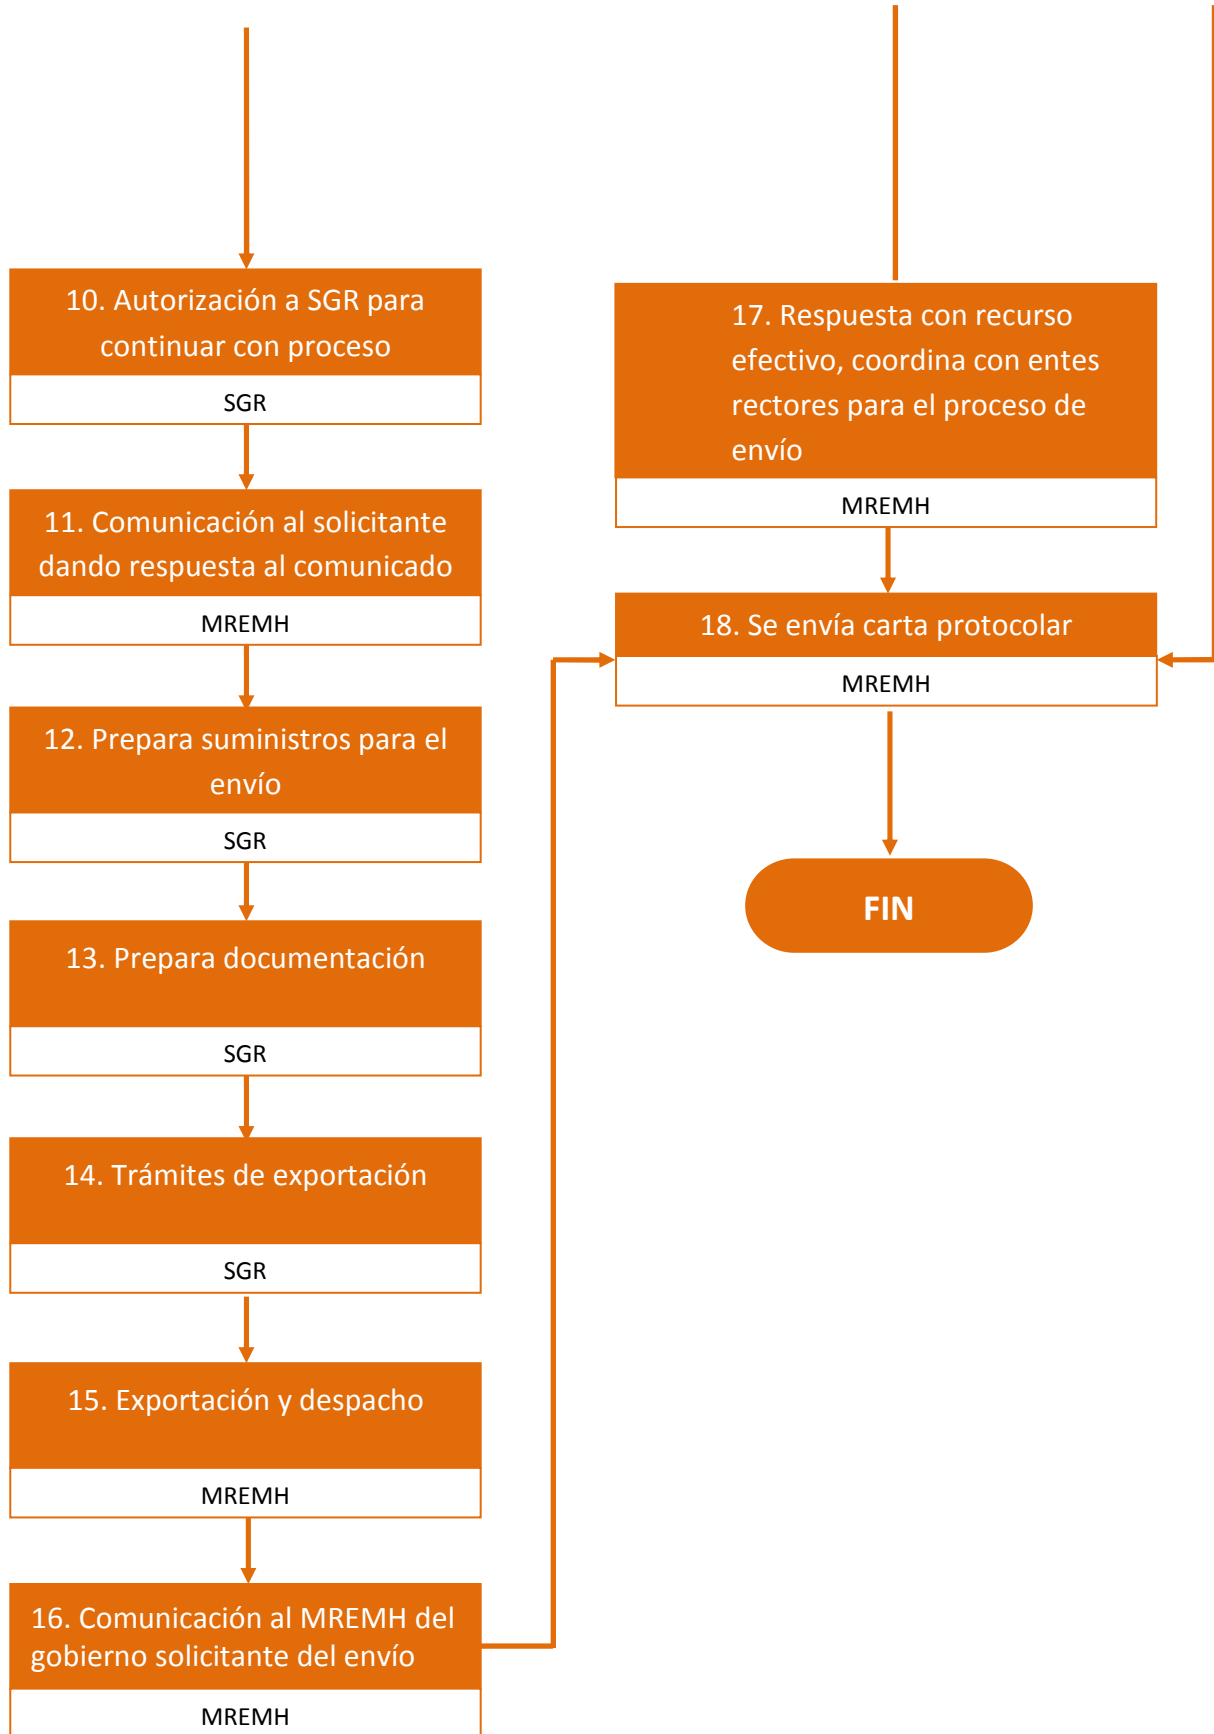 10. Autorización a SGR para
continuar con proceso
SGR
11. Comunicación al solicitante
dando respuesta al comunicado
MREMH
12. Prepara suministros para el
envío
SGR
13. Prepara documentación
SGR
14. Trámites de exportación
SGR
15. Exportación y despacho
MREMH
16. Comunicación al MREMH del
gobierno solicitante del envío
MREMH
17. Respuesta con recurso
efectivo, coordina con entes
rectores para el proceso de
envío
MREMH
18. Se envía carta protocolar
MREMH
FIN